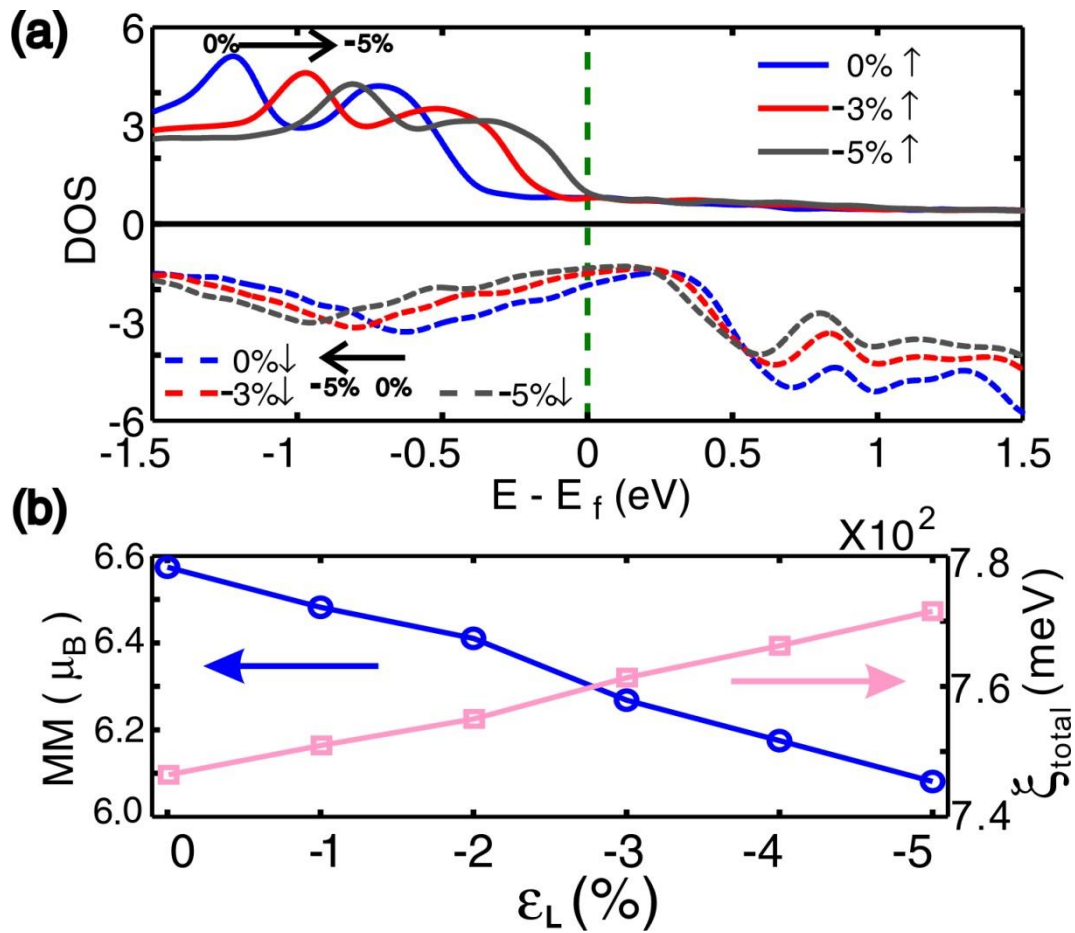 (a)
6
3
0
-3
-6
DOS
0% -5%
0% ↑
-3% ↑
-5% ↑
0%↓
-3%↓ -5% 0% -5%↓
-1.5 -1 -0.5 0 0.5 1 1.5
E - E f (eV)
(b)
X10²
6.6
6.4
6.2
6.0
MM ( μB )
7.8
7.6
7.4
ξtotal (meV)
0 -1 -2 -3 -4 -5
εL (%)